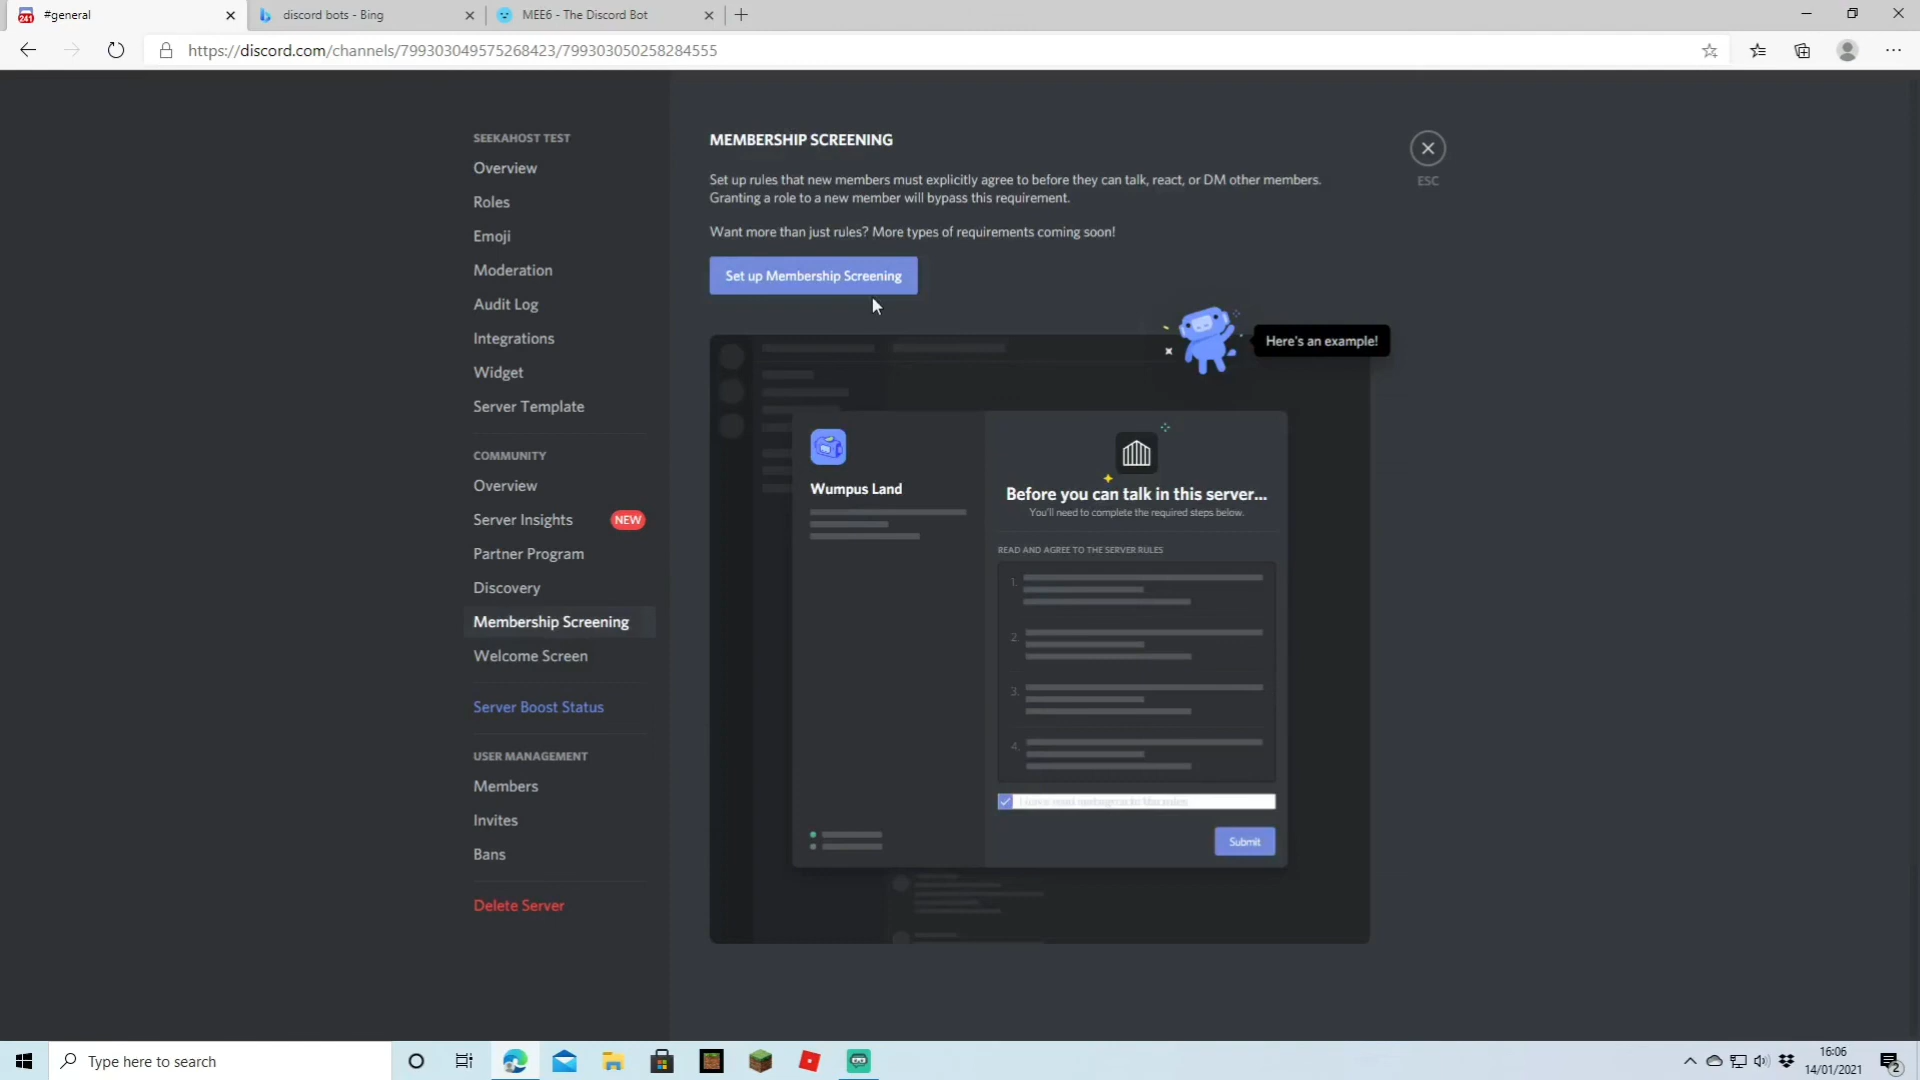 241
#general
discord bots - Bing
MEE6 - The Discord Bot
https://discord.com/channels/799303049575268423/799303050258284555
SEEKAHOST TEST
Overview
Roles
Emoji
Moderation
Audit Log
Integrations
Widget
Server Template
COMMUNITY
Overview
Server Insights NEW
Partner Program
Discovery
Membership Screening
Welcome Screen
Server Boost Status
USER MANAGEMENT
Members
Invites
Bans
Delete Server
MEMBERSHIP SCREENING
Set up rules that new members must explicitly agree to before they can talk, react, or DM other members.
Granting a role to a new member will bypass this requirement.
Want more than just rules? More types of requirements coming soon!
Set up Membership Screening
ESC
Here's an example!
Wumpus Land
Before you can talk in this server...
You'll need to complete the required steps below.
READ AND AGREE TO THE SERVER RULES
1.
2.
3.
4.
Submit
Type here to search
16:06
14/01/2021
2